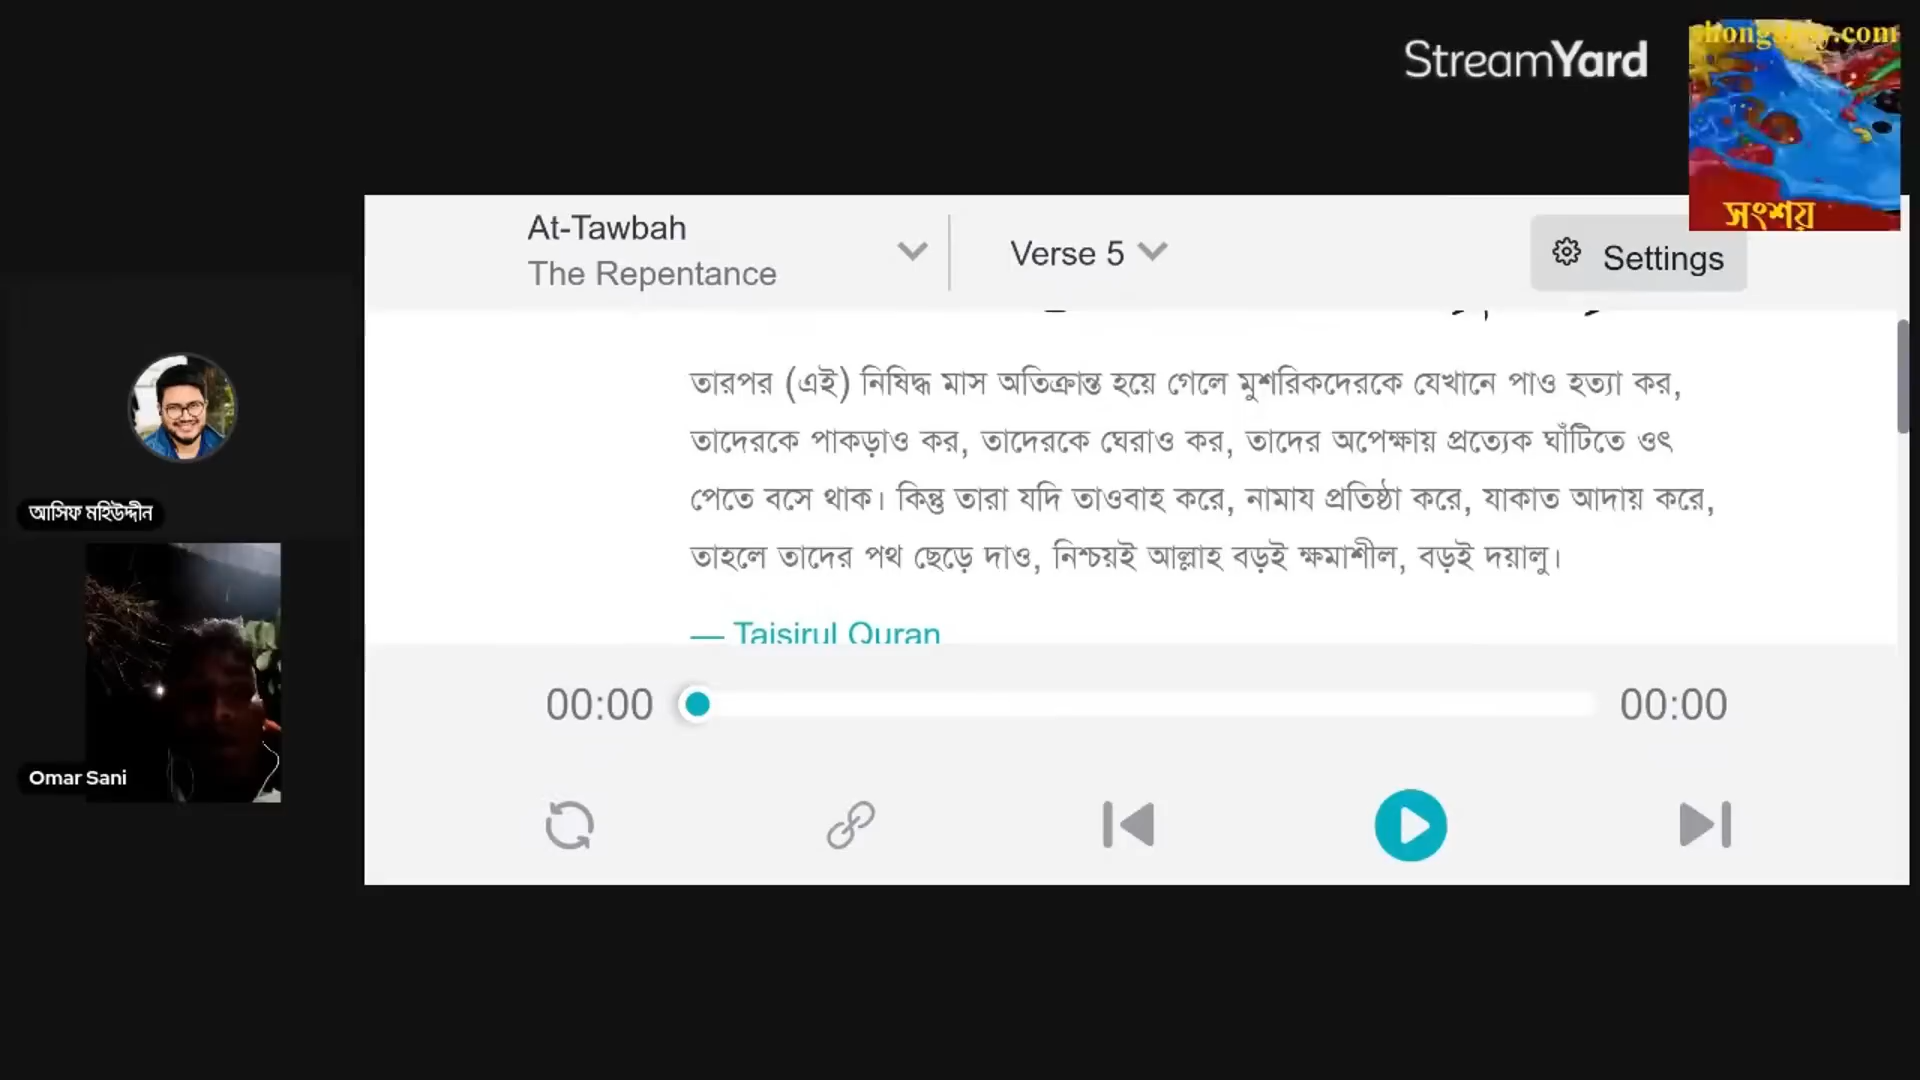 StreamYard
shongshoy.com
সংশয়
At-Tawbah
The Repentance
Verse 5
Settings
তারপর (এই) নিষিদ্ধ মাস অতিক্রান্ত হয়ে গেলে মুশরিকদেরকে যেখানে পাও হত্যা কর,
তাদেরকে পাকড়াও কর, তাদেরকে ঘেরাও কর, তাদের অপেক্ষায় প্রত্যেক ঘাঁটিতে ওৎ
পেতে বসে থাক। কিন্তু তারা যদি তাওবাহ করে, নামায প্রতিষ্ঠা করে, যাকাত আদায় করে,
তাহলে তাদের পথ ছেড়ে দাও, নিশ্চয়ই আল্লাহ বড়ই ক্ষমাশীল, বড়ই দয়ালু।
— Taisirul Quran
00:00
00:00
আসিফ মহিউদ্দীন
Omar Sani